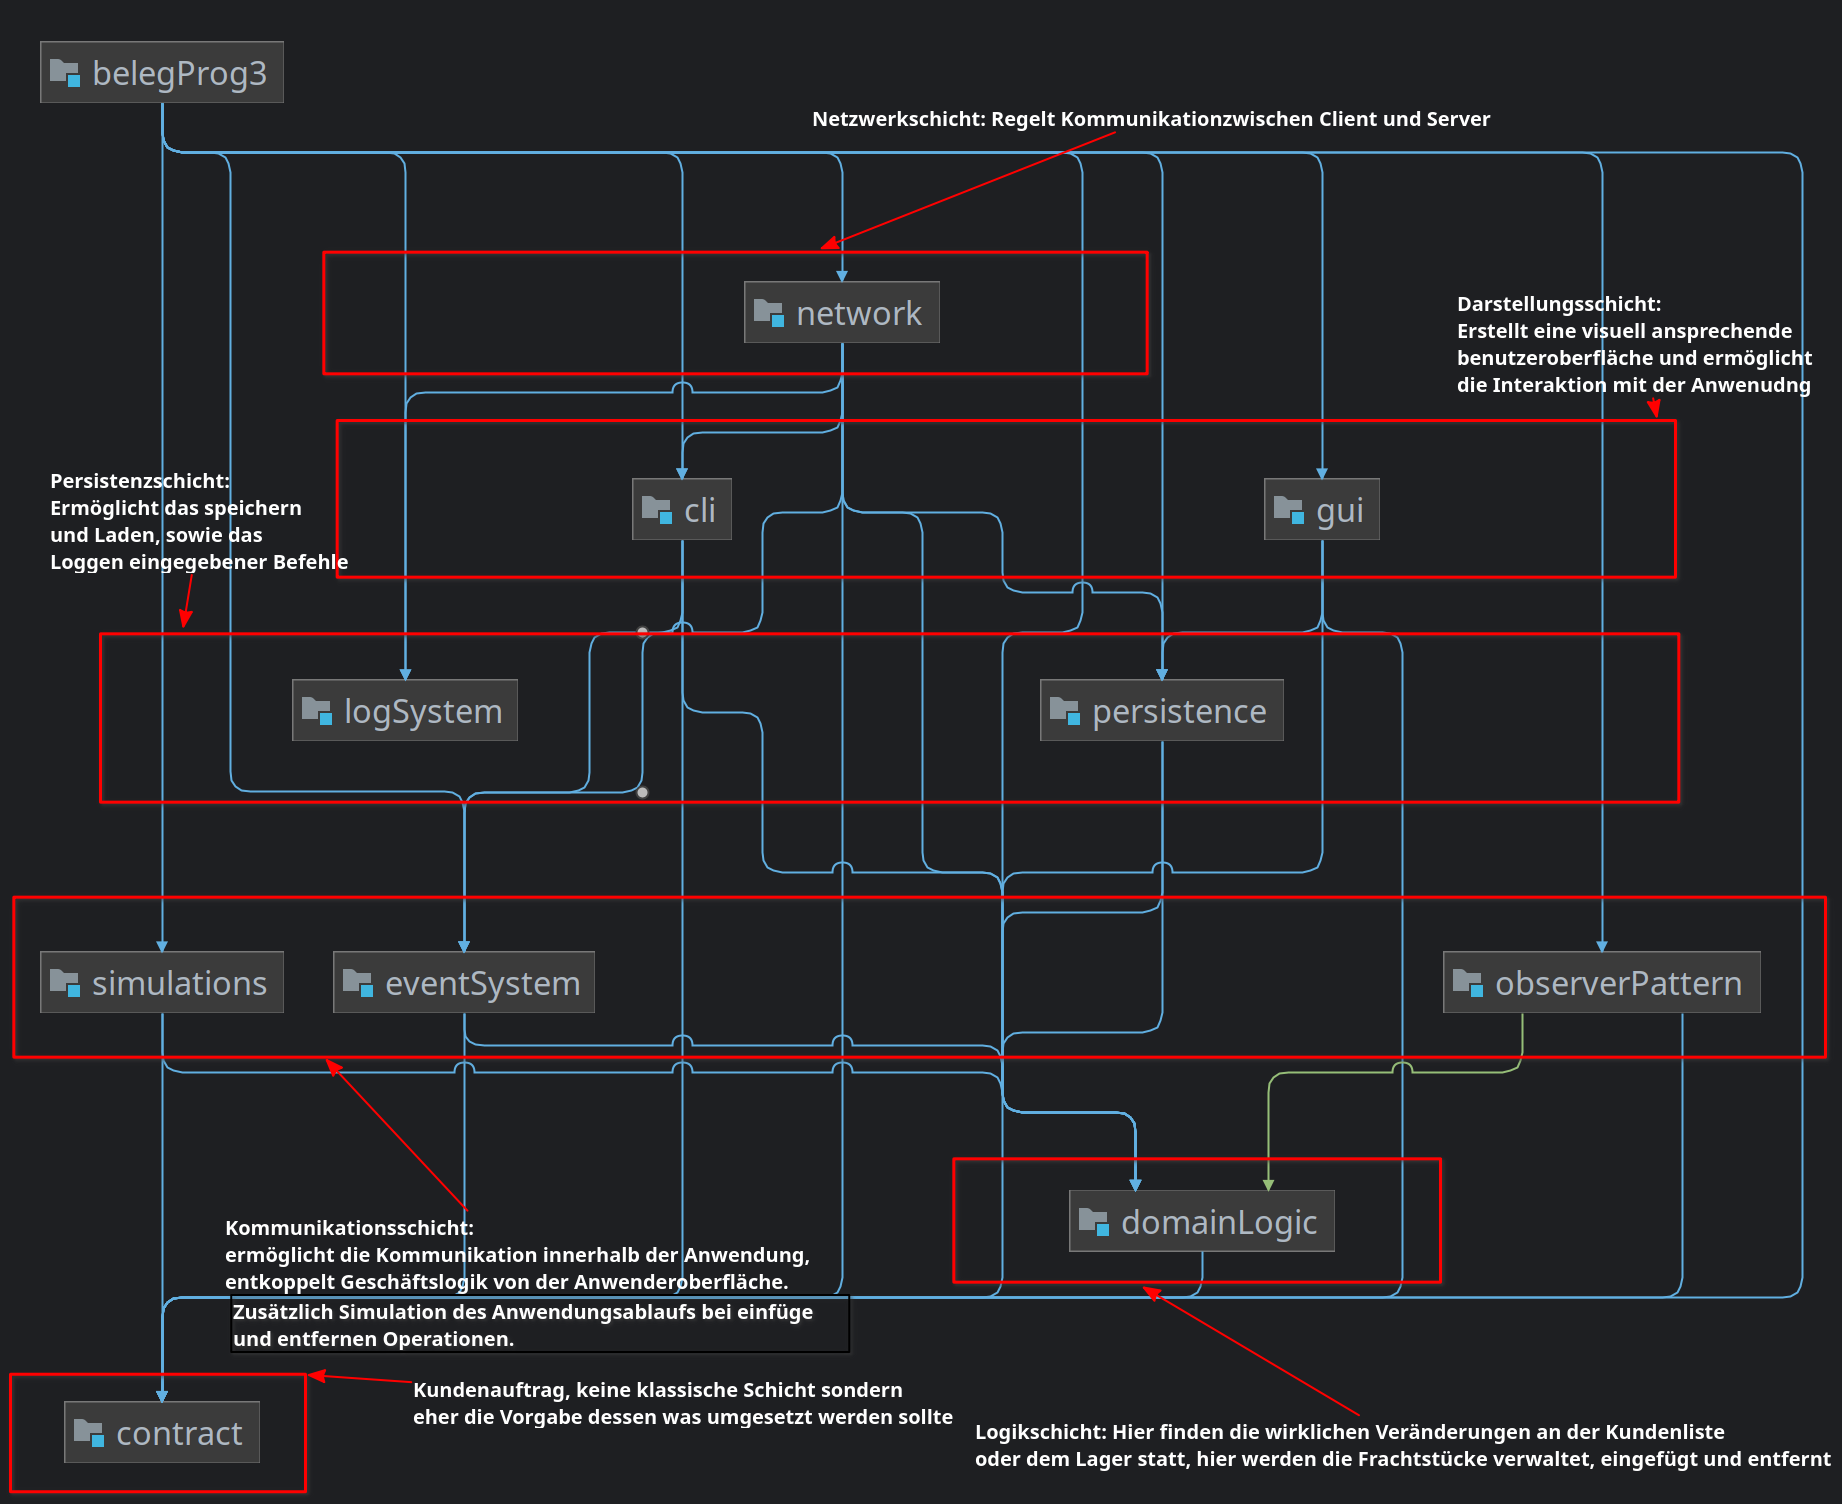 belegProg3
Netzwerkschicht: Regelt Kommunikationzwischen Client und Server
network
Darstellungsschicht:
Erstellt eine visuell ansprechende
benutzeroberfläche und ermöglicht
die Interaktion mit der Anwenudng
cli
gui
Persistenzschicht:
Ermöglicht das speichern
und Laden, sowie das
Loggen eingegebener Befehle
logSystem
persistence
simulations
eventSystem
observerPattern
Kommunikationsschicht:
ermöglicht die Kommunikation innerhalb der Anwendung,
entkoppelt Geschäftslogik von der Anwenderoberfläche.
Zusätzlich Simulation des Anwendungsablaufs bei einfüge
und entfernen Operationen.
domainLogic
contract
Kundenauftrag, keine klassische Schicht sondern
eher die Vorgabe dessen was umgesetzt werden sollte
Logikschicht: Hier finden die wirklichen Veränderungen an der Kundenliste
oder dem Lager statt, hier werden die Frachtstücke verwaltet, eingefügt und entfernt